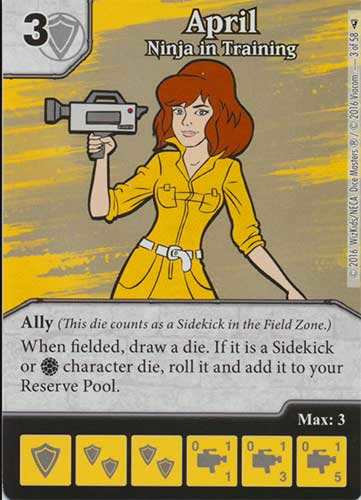 3
April
Ninja in Training
© 2016 WizKids/NECA. Dice Masters ®/ © 2016 Viacom — 3 of 58
Ally (This die counts as a Sidekick in the Field Zone.)
When fielded, draw a die. If it is a Sidekick
or character die, roll it and add it to your
Reserve Pool.
Max: 3
0 1 1
0 1 3
0 1 5